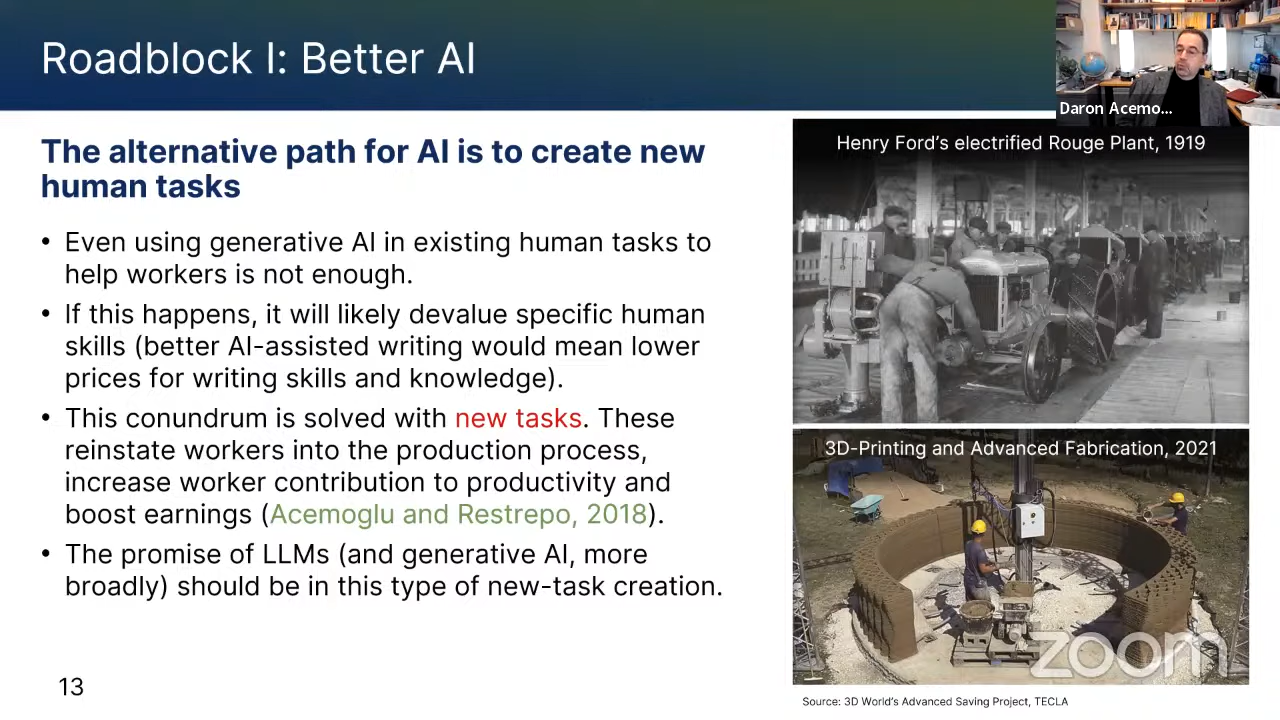 Roadblock I: Better AI
Daron Acemo...
The alternative path for AI is to create new
human tasks
• Even using generative AI in existing human tasks to
help workers is not enough.
• If this happens, it will likely devalue specific human
skills (better AI-assisted writing would mean lower
prices for writing skills and knowledge).
• This conundrum is solved with new tasks. These
reinstate workers into the production process,
increase worker contribution to productivity and
boost earnings (Acemoglu and Restrepo, 2018).
• The promise of LLMs (and generative AI, more
broadly) should be in this type of new-task creation.
Henry Ford's electrified Rouge Plant, 1919
3D-Printing and Advanced Fabrication, 2021
zoom
Source: 3D World's Advanced Saving Project, TECLA
13